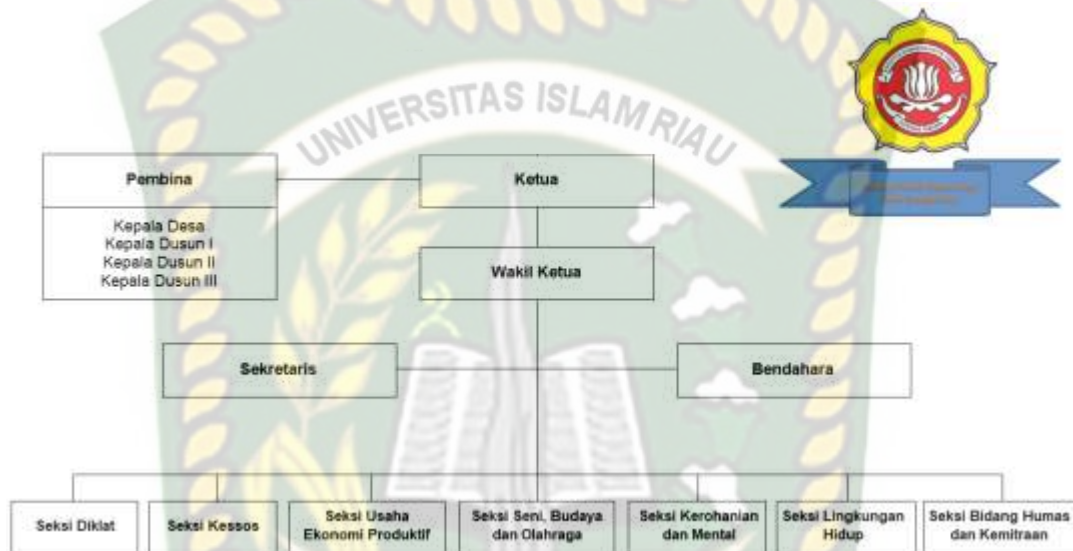 UNIVERSITAS ISLAM RIAU
Pembina
Ketua
Kepala Desa
Kepala Dusun I
Kepala Dusun II
Kepala Dusun III
Wakil Ketua
Sekretaris
Bendahara
Seksi Diklat
Seksi Kessos
Seksi Usaha
Ekonomi Produktif
Seksi Seni, Budaya
dan Olahraga
Seksi Kerohanian
dan Mental
Seksi Lingkungan
Hidup
Seksi Bidang Humas
dan Kemitraan